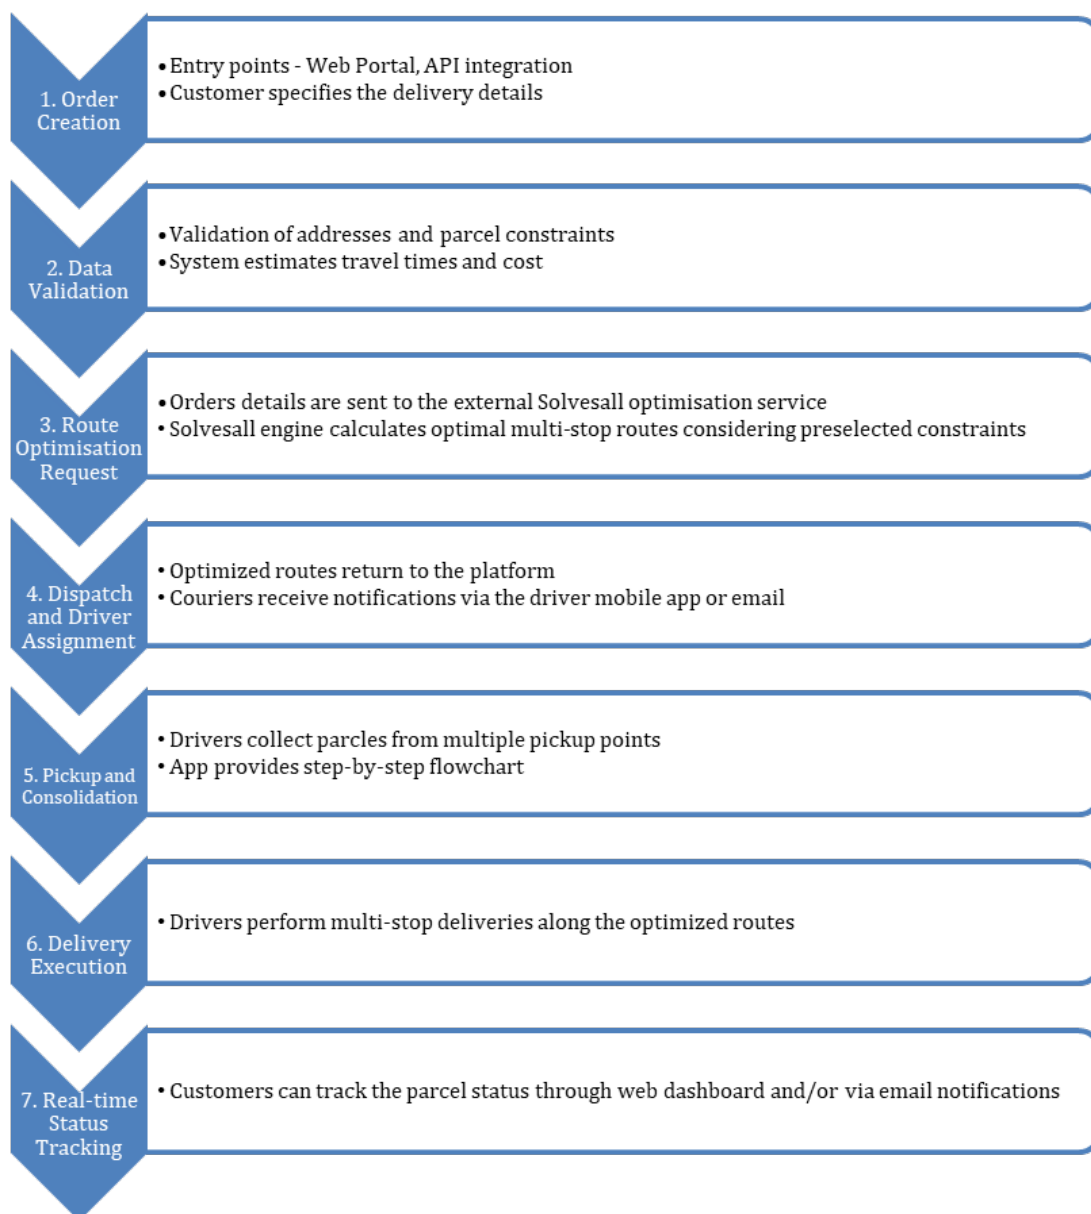 1. Order
Creation
• Entry points - Web Portal, API integration
• Customer specifies the delivery details
2. Data
Validation
• Validation of addresses and parcel constraints
• System estimates travel times and cost
3. Route
Optimisation
Request
• Orders details are sent to the external Solvesall optimisation service
• Solvesall engine calculates optimal multi-stop routes considering preselected constraints
4. Dispatch
and Driver
Assignment
• Optimized routes return to the platform
• Couriers receive notifications via the driver mobile app or email
5. Pickup and
Consolidation
• Drivers collect parcles from multiple pickup points
• App provides step-by-step flowchart
6. Delivery
Execution
• Drivers perform multi-stop deliveries along the optimized routes
7. Real-time
Status
Tracking
• Customers can track the parcel status through web dashboard and/or via email notifications